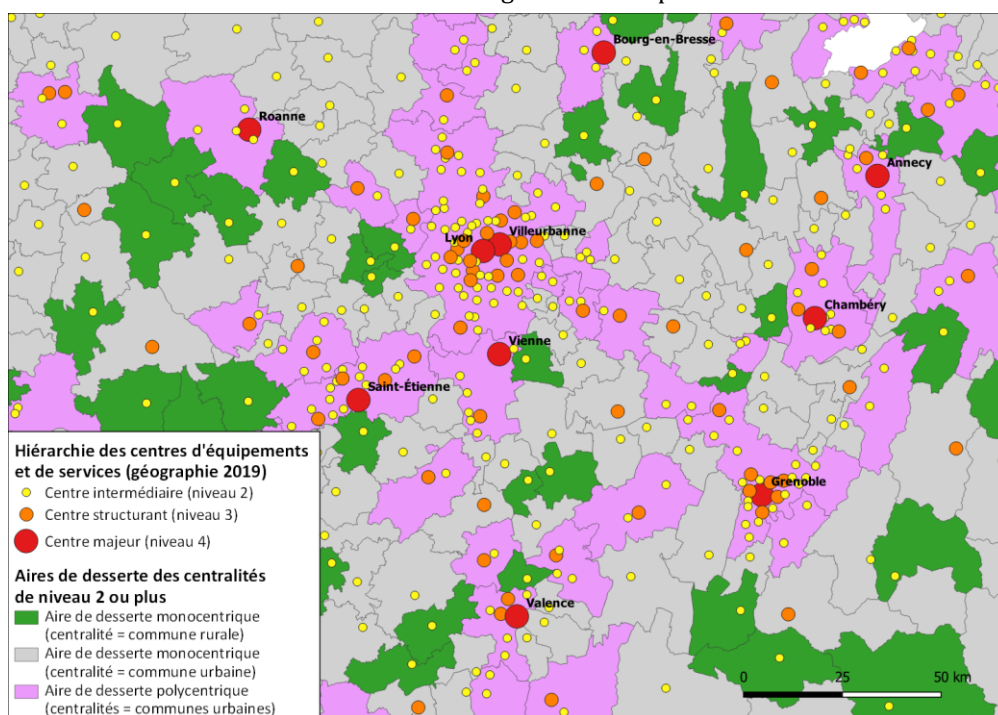 Bourg-en-Bresse
Roanne
Annecy
Villeurbanne
Lyon
Chambéry
Vienne
Saint-Étienne
Grenoble
Valence
Hiérarchie des centres d'équipements
et de services (géographie 2019)
Centre intermédiaire (niveau 2)
Centre structurant (niveau 3)
Centre majeur (niveau 4)
Aires de desserte des centralités
de niveau 2 ou plus
Aire de desserte monocentrique
(centralité = commune rurale)
Aire de desserte monocentrique
(centralité = commune urbaine)
Aire de desserte polycentrique
(centralités = communes urbaines)
0 25 50 km